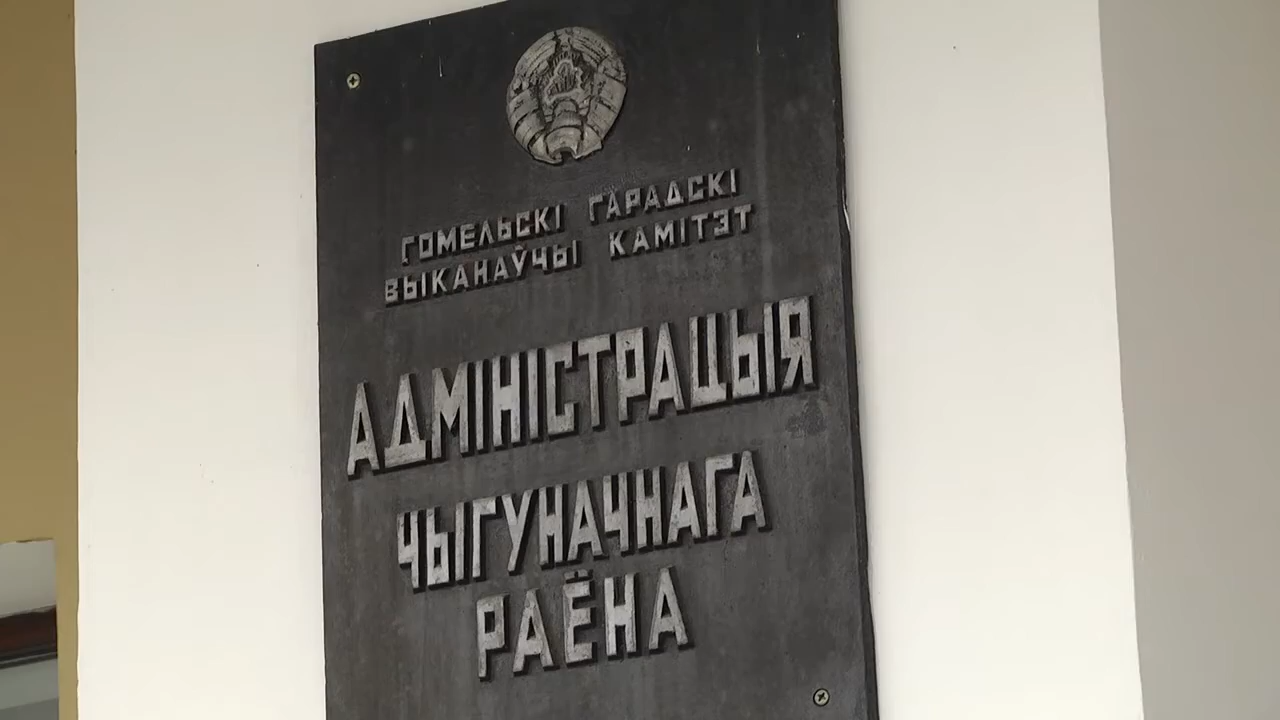 ГОМЕЛЬСКІ ГАРАДСКІ
ВЫКАНАЎЧЫ КАМІТЭТ
АДМІНІСТРАЦЫЯ
ЧЫГУНАЧНАГА
РАЁНА